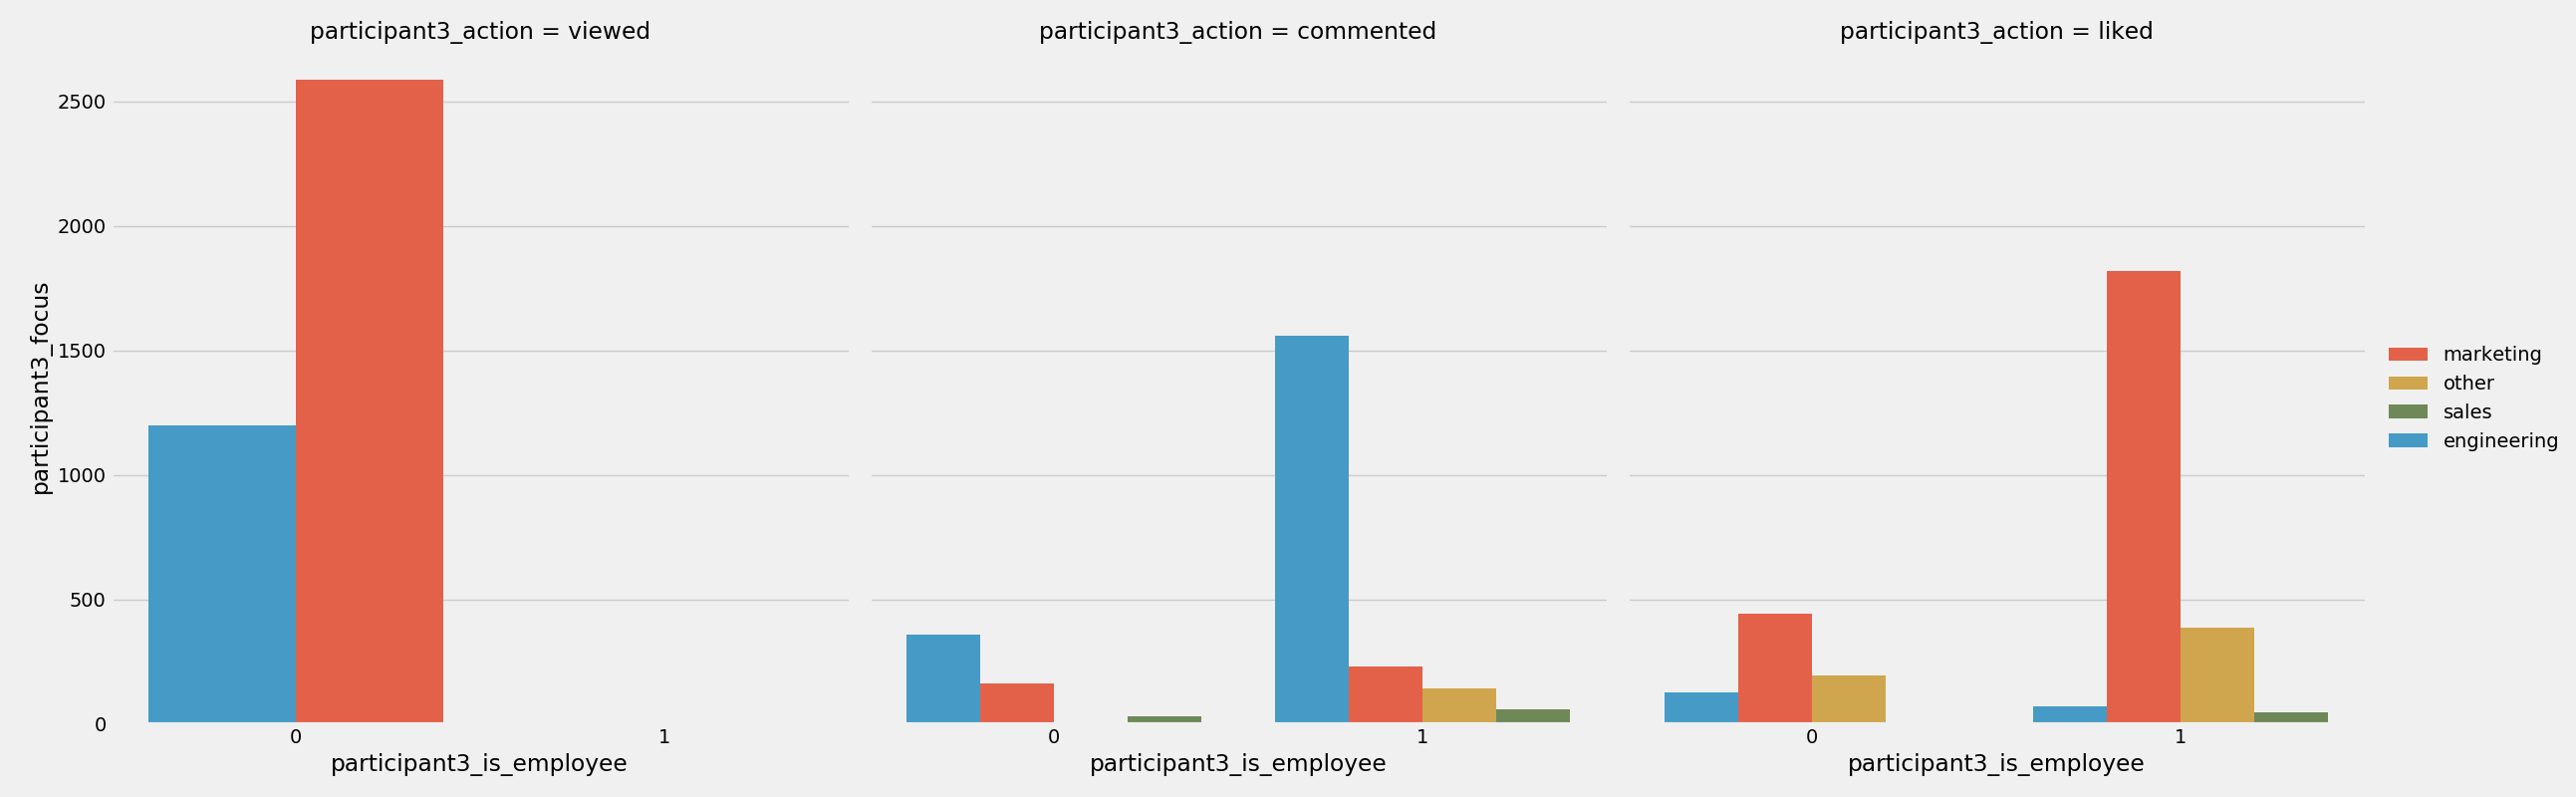 participant3_action = viewed
participant3_action = commented
participant3_action = liked
participant3_focus
2500
2000
1500
1000
500
0
0
1
0
1
0
1
participant3_is_employee
participant3_is_employee
participant3_is_employee
marketing
other
sales
engineering